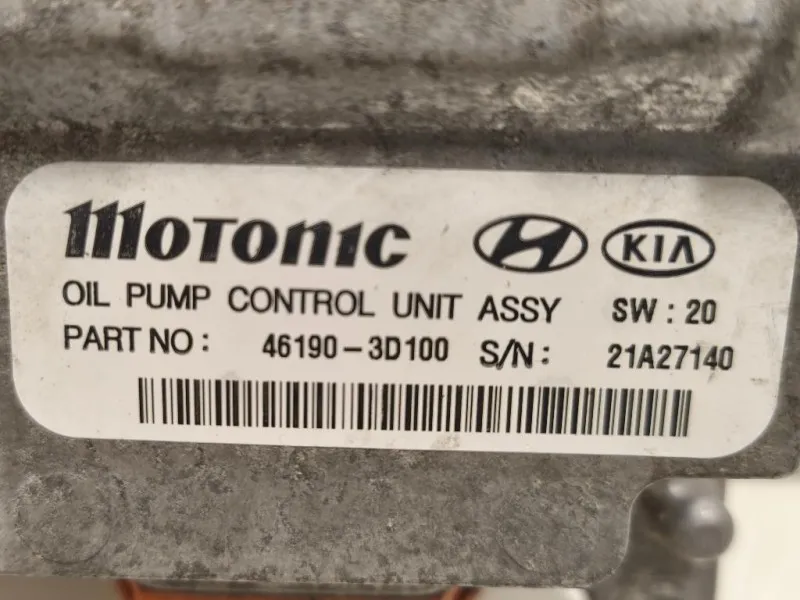 MOTONIC H KIA
OIL PUMP CONTROL UNIT ASSY SW : 20
PART NO : 46190-3D100 S/N : 21A27140